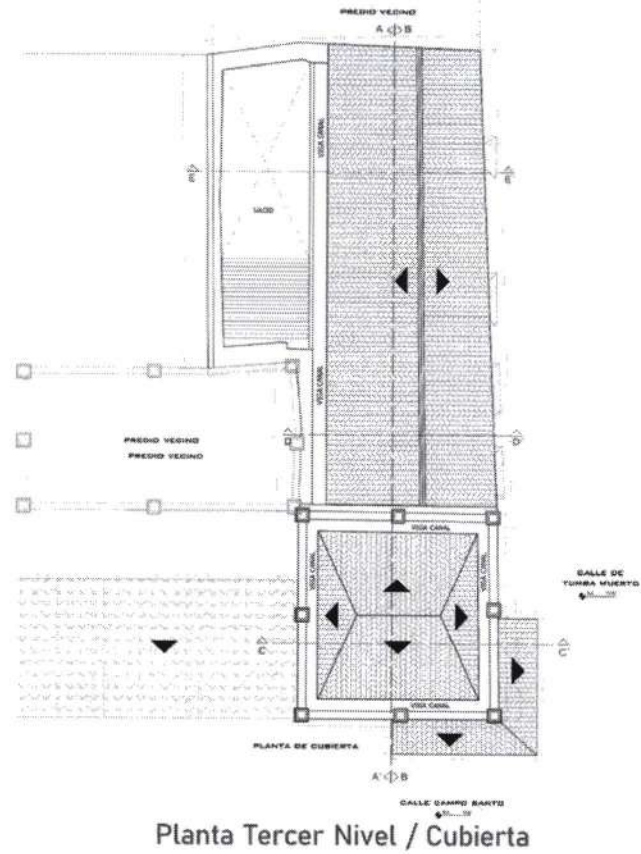 PREDIO VECINO
A B
VIGA CANAL
E E
VACIO
VIGA CANAL
D D
PREDIO VECINO
PREDIO VECINO
VIGA CANAL
VIGA CANAL
VIGA CANAL
CALLE DE
TUMBA MUERTO
C C
VIGA CANAL
PLANTA DE CUBIERTA
A' B
CALLE CAMPO SANTO
Planta Tercer Nivel / Cubierta